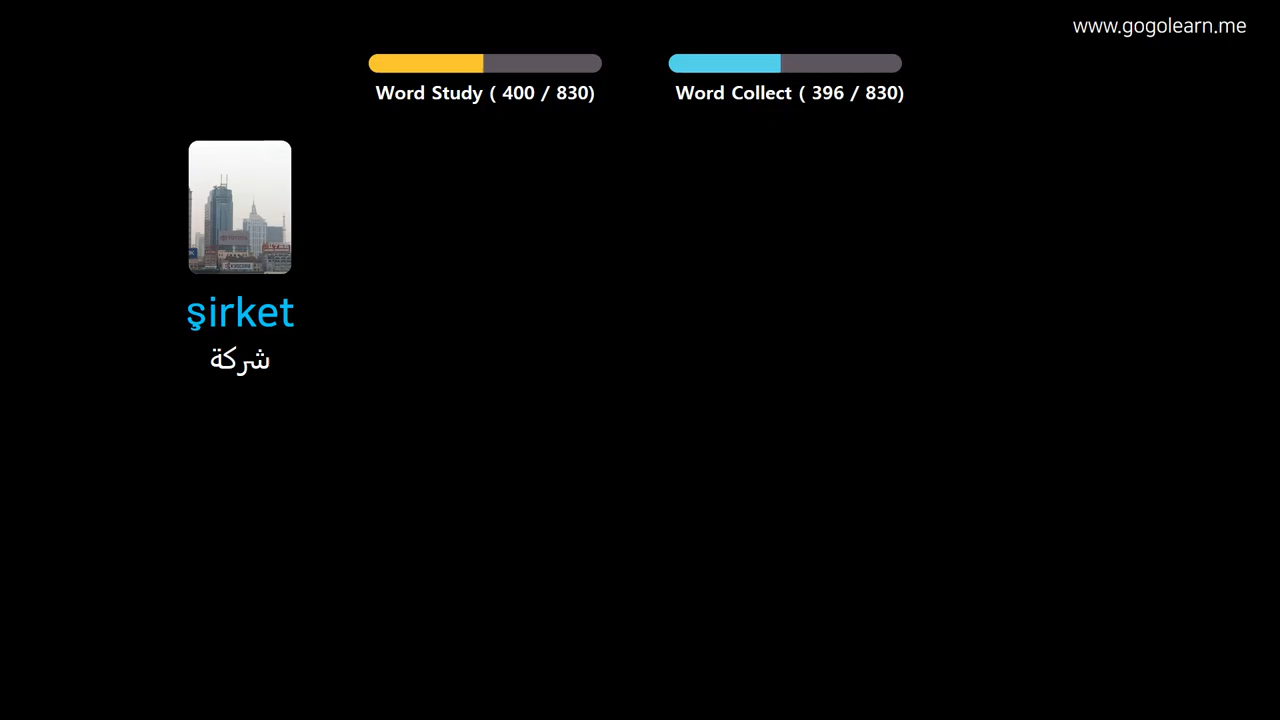 www.gogolearn.me
Word Study ( 400 / 830)
Word Collect ( 396 / 830)
şirket
شركة